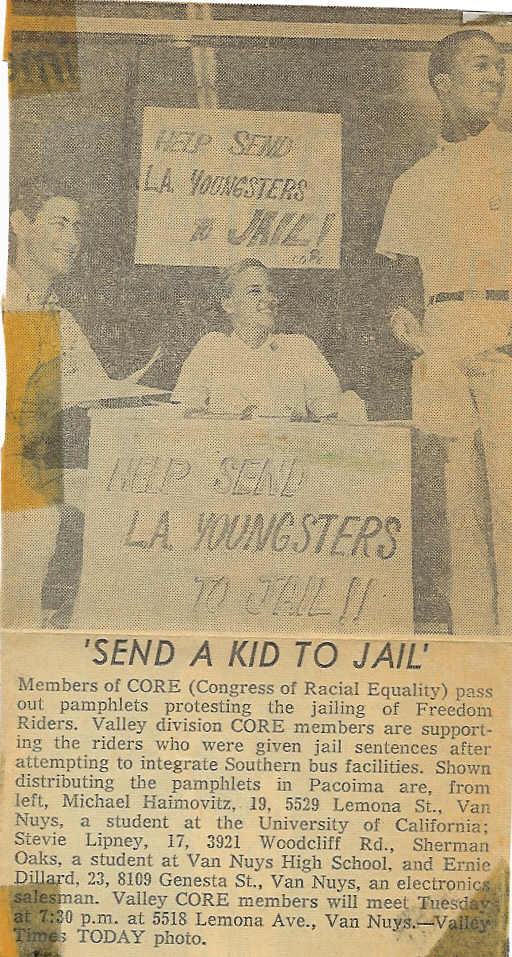 HELP SEND
L.A. YOUNGSTERS
TO JAIL!
CORE
HELP SEND
L.A. YOUNGSTERS
TO JAIL!!
'SEND A KID TO JAIL'
Members of CORE (Congress of Racial Equality) pass
out pamphlets protesting the jailing of Freedom
Riders. Valley division CORE members are support-
ing the riders who were given jail sentences after
attempting to integrate Southern bus facilities. Shown
distributing the pamphlets in Pacoima are, from
left, Michael Haimovitz, 19, 5529 Lemona St., Van
Nuys, a student at the University of California;
Stevie Lipney, 17, 3921 Woodcliff Rd., Sherman
Oaks, a student at Van Nuys High School, and Ernie
Dillard, 23, 8109 Genesta St., Van Nuys, an electronics
salesman. Valley CORE members will meet Tuesday
at 7:30 p.m. at 5518 Lemona Ave., Van Nuys.—Valley
Times TODAY photo.